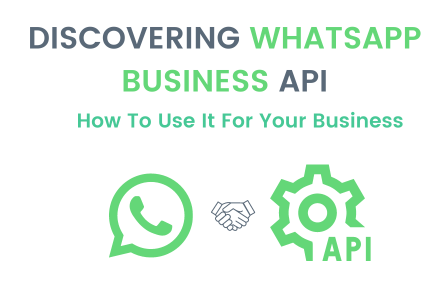 DISCOVERING WHATSAPP
BUSINESS API
How To Use It For Your Business
API